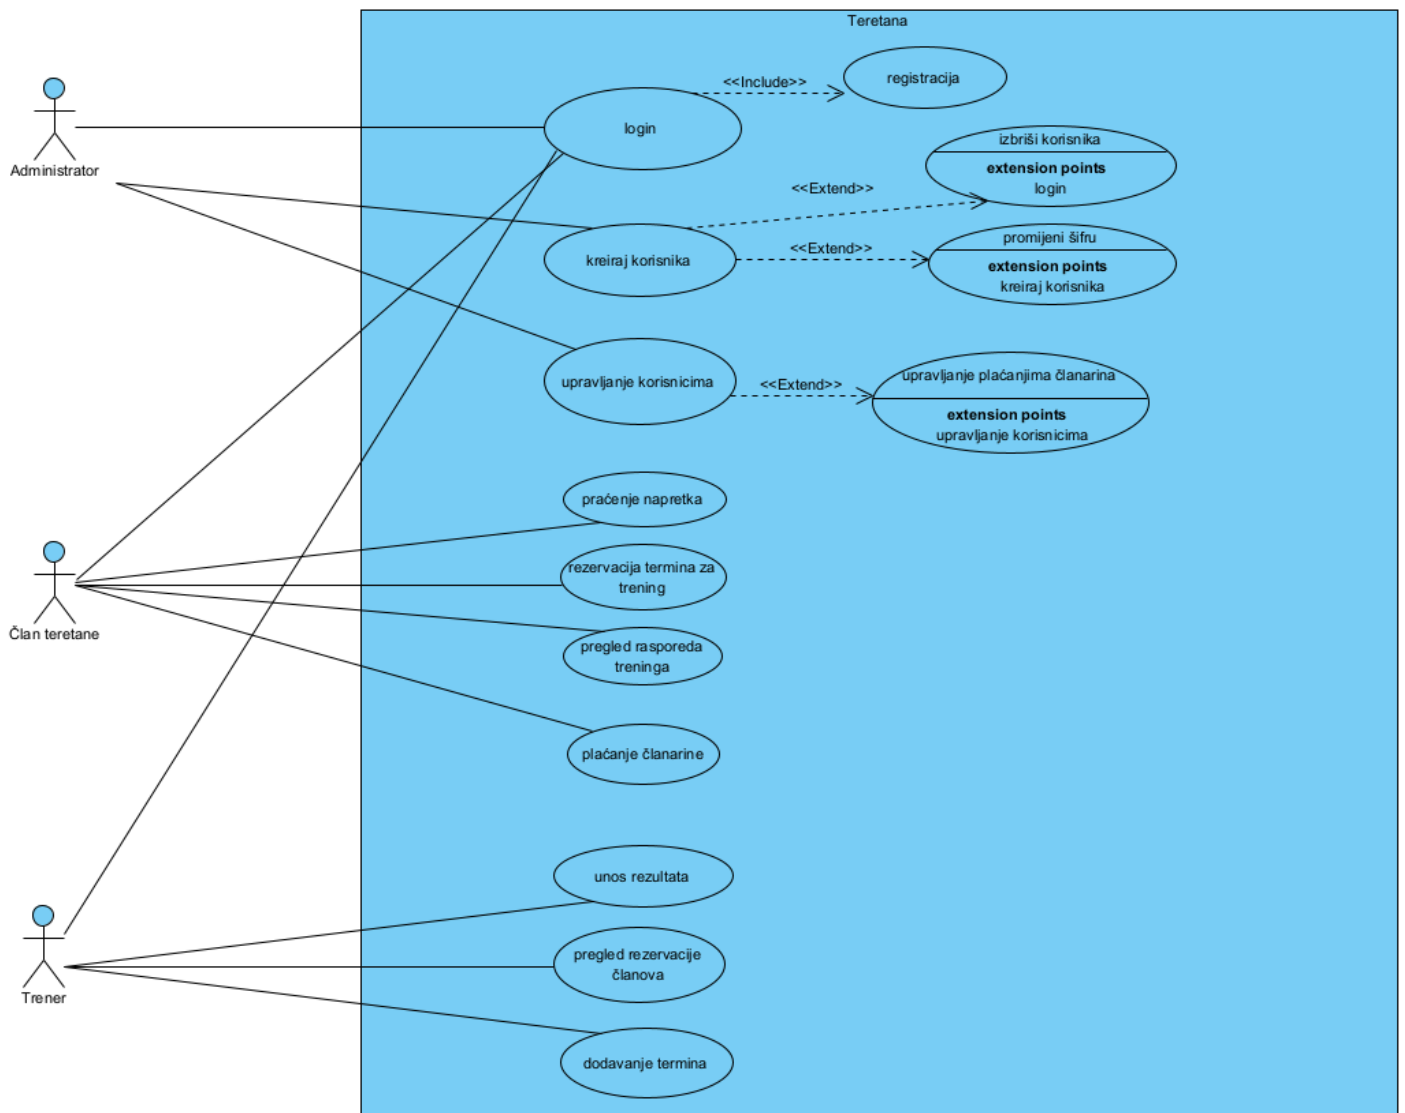 Teretana
<<Include>>
registracija
login
Administrator
izbriši korisnika
extension points
login
<<Extend>>
kreiraj korisnika
<<Extend>>
promijeni šifru
extension points
kreiraj korisnika
upravljanje korisnicima
<<Extend>>
upravljanje plaćanjima članarina
extension points
upravljanje korisnicima
praćenje napretka
rezervacija termina za
trening
Član teretane
pregled rasporeda
treninga
plaćanje članarine
unos rezultata
pregled rezervacije
članova
Trener
dodavanje termina